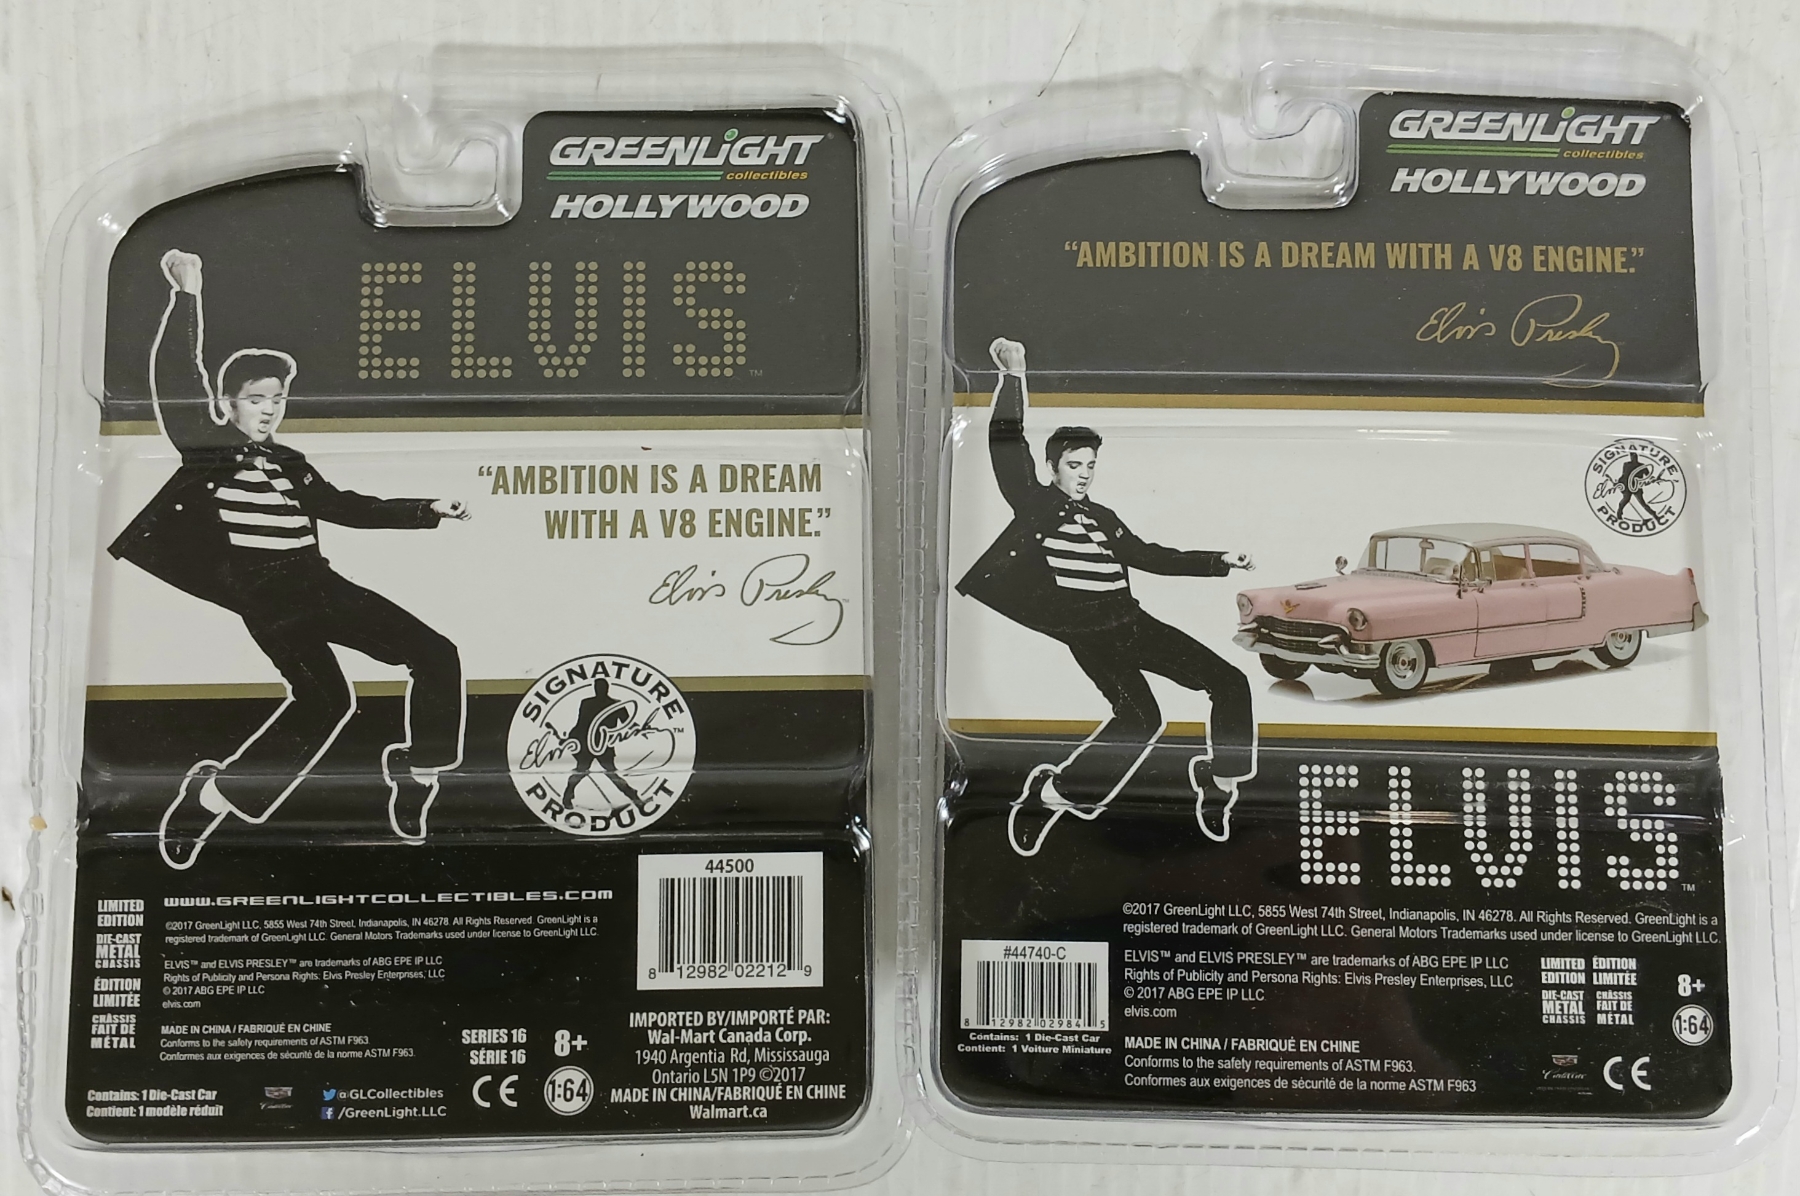 GREENLiGHT®
collectibles
HOLLYWOOD
ELVIS™
“AMBITION IS A DREAM
WITH A V8 ENGINE.”
Elvis Presley™
SIGNATURE
Elvis Presley™
PRODUCT
LIMITED
EDITION
DIE-CAST
METAL
CHASSIS
ÉDITION
LIMITÉE
CHÂSSIS
FAIT DE
MÉTAL
www.greenlightcollectibles.com
©2017 GreenLight LLC, 5855 West 74th Street, Indianapolis, IN 46278. All Rights Reserved. GreenLight is a
registered trademark of GreenLight LLC. General Motors Trademarks used under license to GreenLight LLC.
ELVIS™ and ELVIS PRESLEY™ are trademarks of ABG EPE IP LLC
Rights of Publicity and Persona Rights: Elvis Presley Enterprises, LLC
© 2017 ABG EPE IP LLC
elvis.com
MADE IN CHINA / FABRIQUÉ EN CHINE
Conforms to the safety requirements of ASTM F963.
Conformes aux exigences de sécurité de la norme ASTM F963.
Contains: 1 Die-Cast Car
Contient: 1 modèle réduit
Cadillac
@GLCollectibles
/GreenLight.LLC
SERIES 16
SÉRIE 16
CE
8+
1:64
44500
8 12982 02212 9
IMPORTED BY/IMPORTÉ PAR:
Wal-Mart Canada Corp.
1940 Argentia Rd, Mississauga
Ontario L5N 1P9 ©2017
MADE IN CHINA/FABRIQUÉ EN CHINE
Walmart.ca
GREENLiGHT®
collectibles
HOLLYWOOD
“AMBITION IS A DREAM WITH A V8 ENGINE.”
Elvis Presley
SIGNATURE
Elvis Presley
PRODUCT
ELVIS™
©2017 GreenLight LLC, 5855 West 74th Street, Indianapolis, IN 46278. All Rights Reserved. GreenLight is a
registered trademark of GreenLight LLC. General Motors Trademarks used under license to GreenLight LLC.
#44740-C
8 12982 02984 5
Contains: 1 Die-Cast Car
Contient: 1 Voiture Miniature
ELVIS™ and ELVIS PRESLEY™ are trademarks of ABG EPE IP LLC
Rights of Publicity and Persona Rights: Elvis Presley Enterprises, LLC
© 2017 ABG EPE IP LLC
elvis.com
MADE IN CHINA / FABRIQUÉ EN CHINE
Conforms to the safety requirements of ASTM F963.
Conformes aux exigences de sécurité de la norme ASTM F963
LIMITED
EDITION
DIE-CAST
METAL
CHASSIS
ÉDITION
LIMITÉE
CHÂSSIS
FAIT DE
MÉTAL
8+
1:64
Cadillac
CE